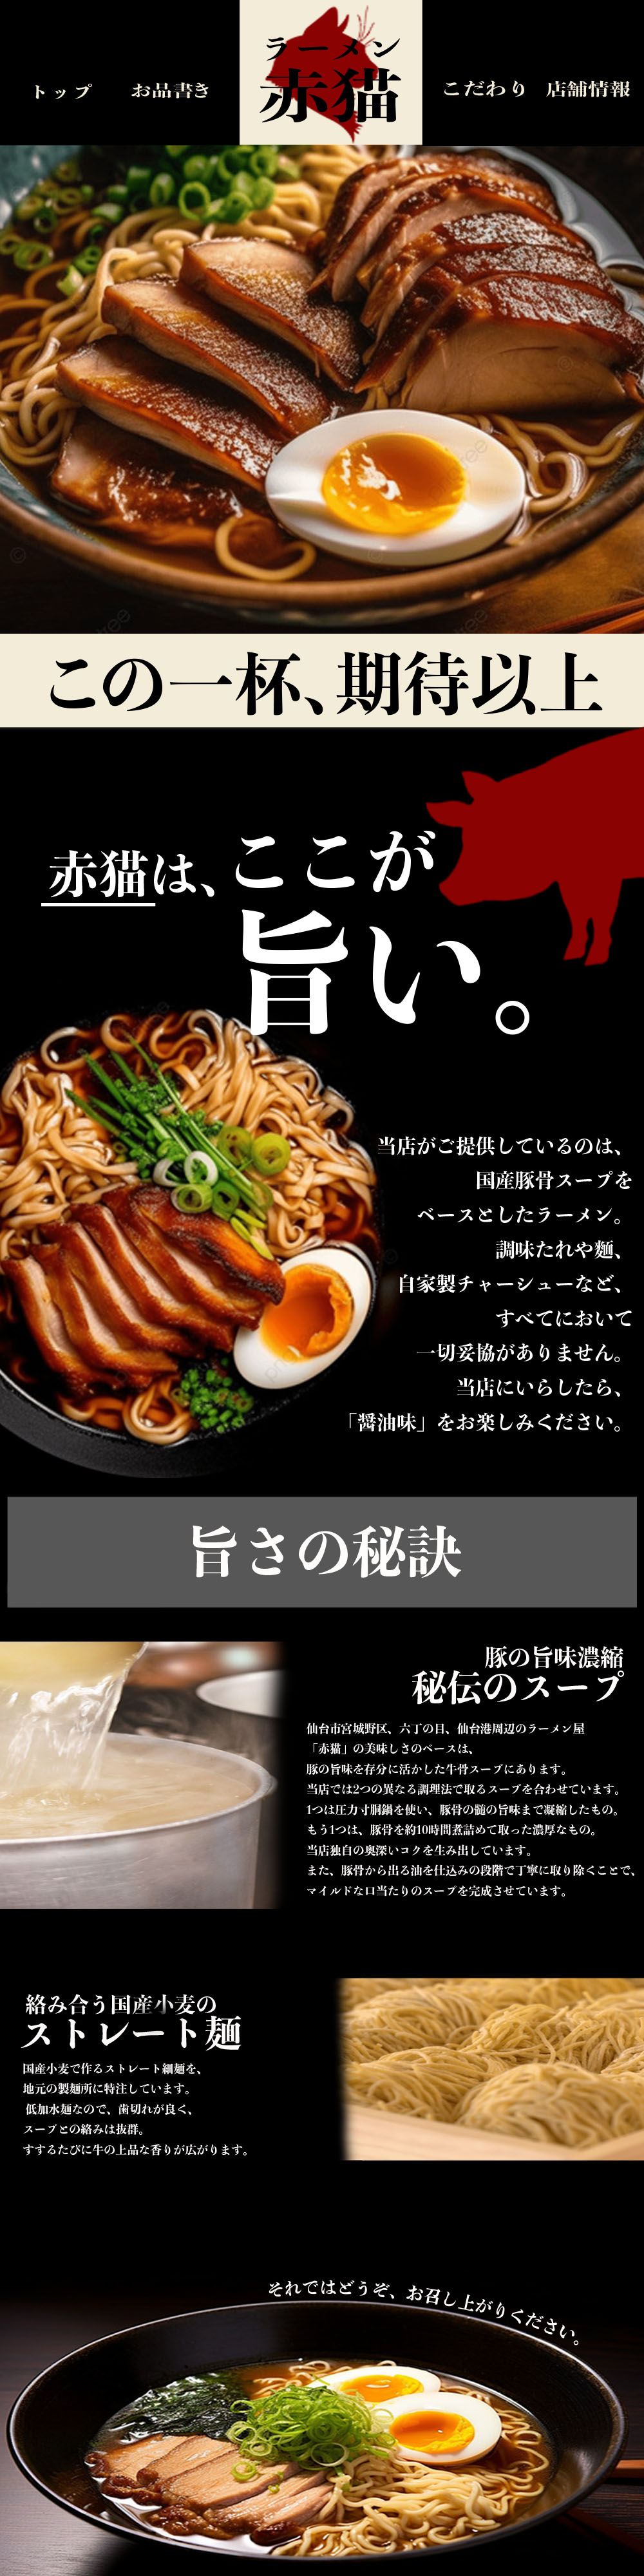 トップ
お品書き
ラーメン
赤猫
こだわり
店舗情報
この一杯、期待以上
赤猫は、ここが
旨い。
当店がご提供しているのは、
国産豚骨スープを
ベースとしたラーメン。
調味たれや麺、
自家製チャーシューなど、
すべてにおいて
一切妥協がありません。
当店にいらしたら、
「醤油味」をお楽しみください。
旨さの秘訣
豚の旨味濃縮
秘伝のスープ
仙台市宮城野区、六丁の目、仙台港周辺のラーメン屋
「赤猫」の美味しさのベースは、
豚の旨味を存分に活かした牛骨スープにあります。
当店では2つの異なる調理法で取るスープを合わせています。
1つは圧力寸胴鍋を使い、豚骨の髄の旨味まで凝縮したもの。
もう1つは、豚骨を約10時間煮詰めて取った濃厚なもの。
当店独自の奥深いコクを生み出しています。
また、豚骨から出る油を仕込みの段階で丁寧に取り除くことで、
マイルドな口当たりのスープを完成させています。
絡み合う国産小麦の
ストレート麺
国産小麦で作るストレート細麺を、
地元の製麺所に特注しています。
低加水麺なので、歯切れが良く、
スープとの絡みは抜群。
すするたびに牛の上品な香りが広がります。
それではどうぞ、お召し上がりください。